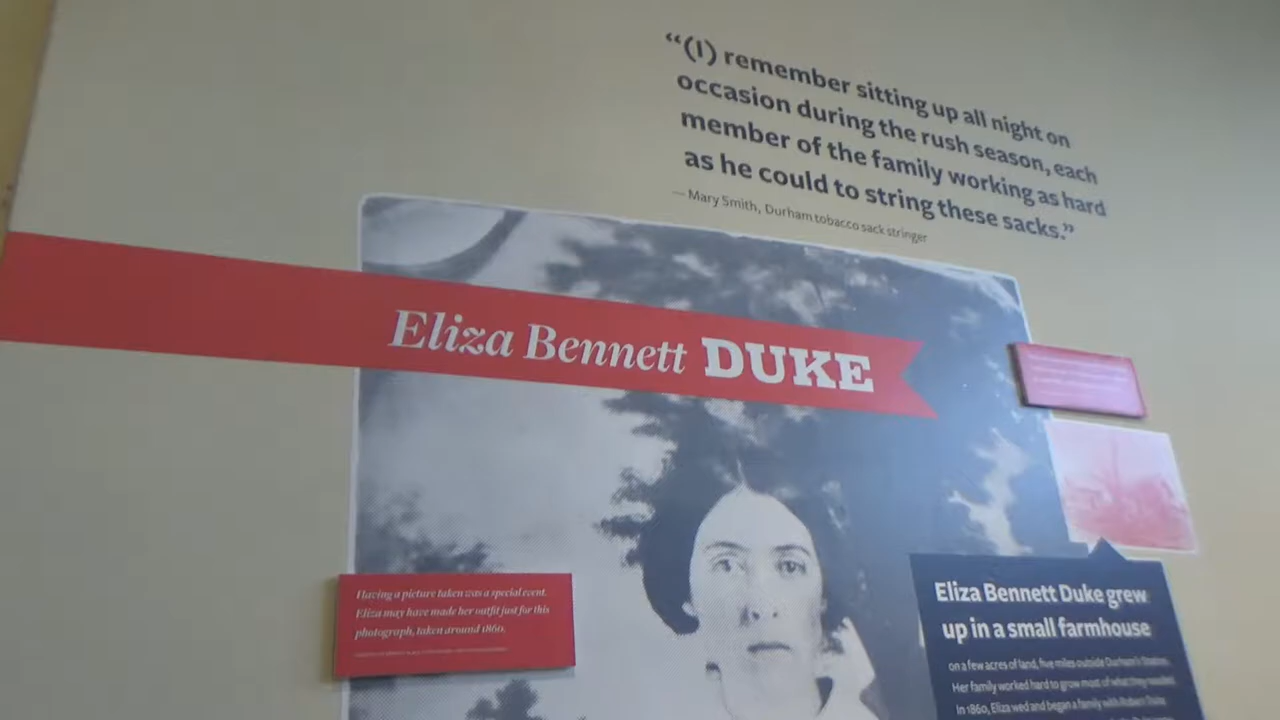 “(I) remember sitting up all night on
occasion during the rush season, each
member of the family working as hard
as he could to string these sacks.”
— Mary Smith, Durham tobacco sack stringer
Eliza Bennett DUKE
Having a picture taken was a special event.
Eliza may have made her outfit just for this
photograph, taken around 1860.
Eliza Bennett Duke grew
up in a small farmhouse
on a few acres of land, five miles outside Durham's Station.
Her family worked hard to grow most of what they needed
In 1860, Eliza wed and began a family with Robert Duke